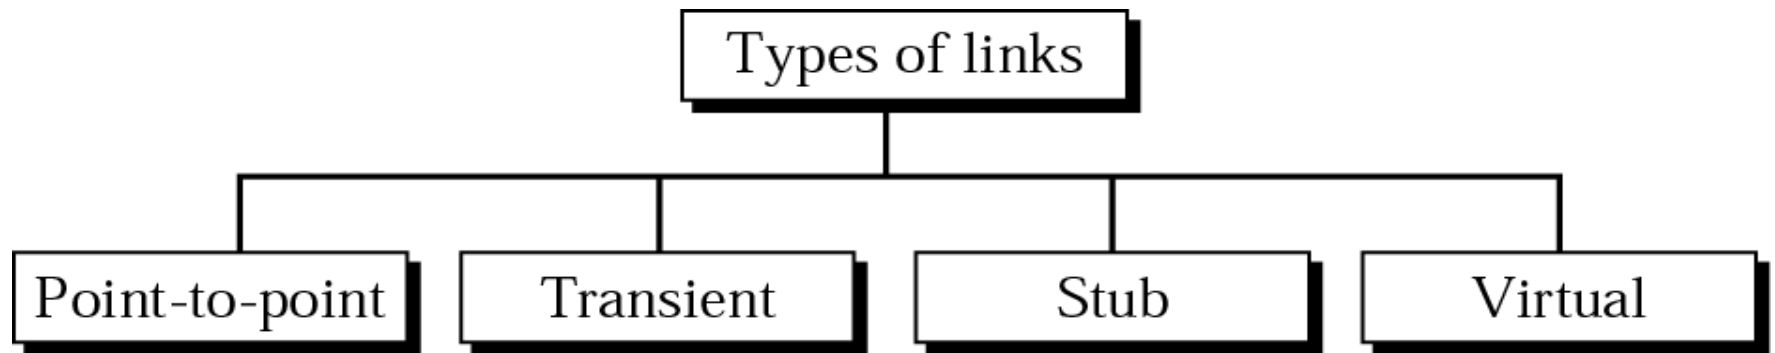 Types of links
Point-to-point
Transient
Stub
Virtual